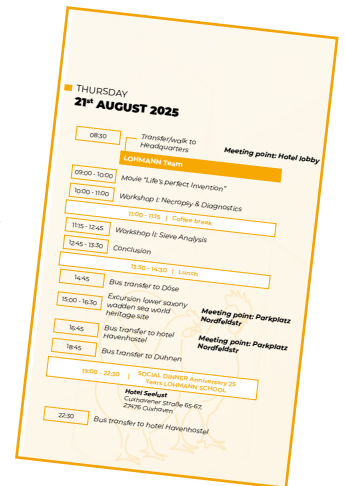 THURSDAY
21st AUGUST 2025
08:30
Transfer/walk to
Headquarters
Meeting point: Hotel lobby
LOHMANN Team
09:00 - 10:00
Movie "Life's perfect Invention"
10:00 - 11:00
Workshop I: Necropsy & Diagnostics
11:00 - 11:15 | Coffee break
11:15 - 12:45
Workshop II: Sieve Analysis
12:45 - 13:30
Conclusion
13:30 - 14:30 | Lunch
14:45
Bus transfer to Döse
15:00 - 16:30
Excursion lower saxony
wadden sea world
heritage site
Meeting point: Parkplatz
Nordfeldstr
16:45
Bus transfer to hotel
Havenhostel
Meeting point: Parkplatz
Nordfeldstr
18:45
Bus transfer to Duhnen
19:00 - 22:30 | SOCIAL DINNER Anniversary 25
Years LOHMANN SCHOOL
Hotel Seelust
Cuxhavener Straße 65-67,
27476 Cuxhaven
22:30
Bus transfer to hotel Havenhostel